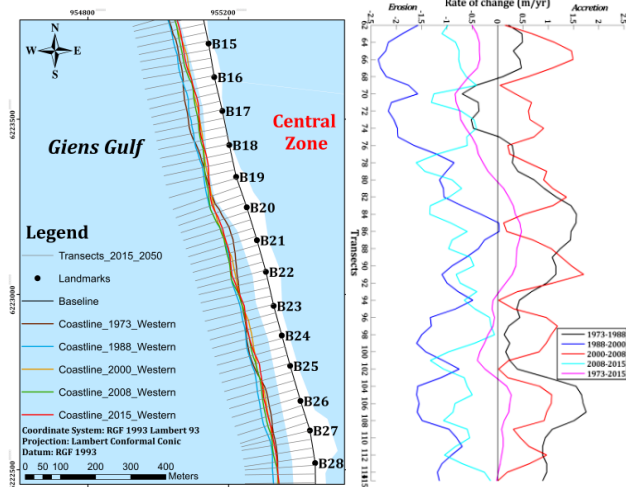 954800
955200
N
W
E
S
6223500
6223000
6222500
B15
B16
B17
B18
B19
B20
B21
B22
B23
B24
B25
B26
B27
B28
Giens Gulf
Central
Zone
Legend
Transects_2015_2050
Landmarks
Baseline
Coastline_1973_Western
Coastline_1988_Western
Coastline_2000_Western
Coastline_2008_Western
Coastline_2015_Western
Coordinate System: RGF 1993 Lambert 93
Projection: Lambert Conformal Conic
Datum: RGF 1993
0 50 100 200 300 400
Meters
Erosion
Rate of change (m/yr)
Accretion
-2.5 -2 -1.5 -1 -0.5 0 0.5 1 1.5 2 2.5
62
64
66
68
70
72
74
76
78
80
82
84
86
88
90
92
94
96
98
100
102
104
106
108
110
112
114
115
Transects
1973-1988
1988-2000
2000-2008
2008-2015
1973-2015